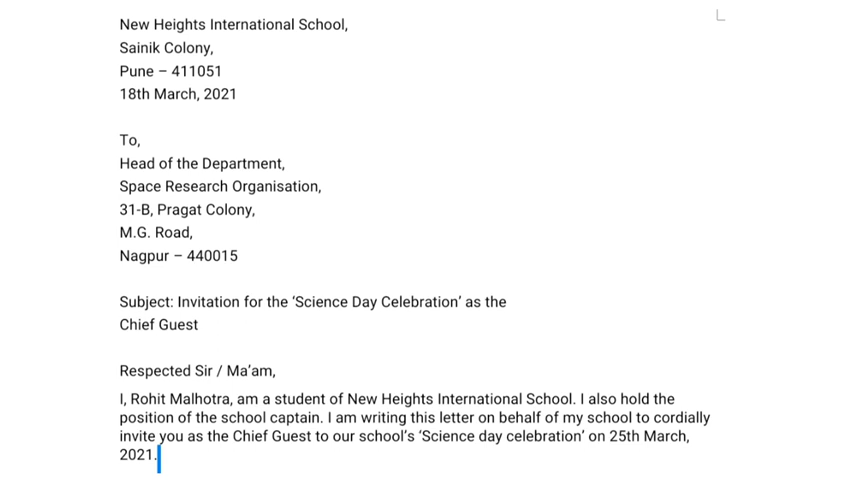 New Heights International School,
Sainik Colony,
Pune – 411051
18th March, 2021
To,
Head of the Department,
Space Research Organisation,
31-B, Pragat Colony,
M.G. Road,
Nagpur – 440015
Subject: Invitation for the ‘Science Day Celebration’ as the
Chief Guest
Respected Sir / Ma’am,
I, Rohit Malhotra, am a student of New Heights International School. I also hold the
position of the school captain. I am writing this letter on behalf of my school to cordially
invite you as the Chief Guest to our school’s ‘Science day celebration’ on 25th March,
2021.